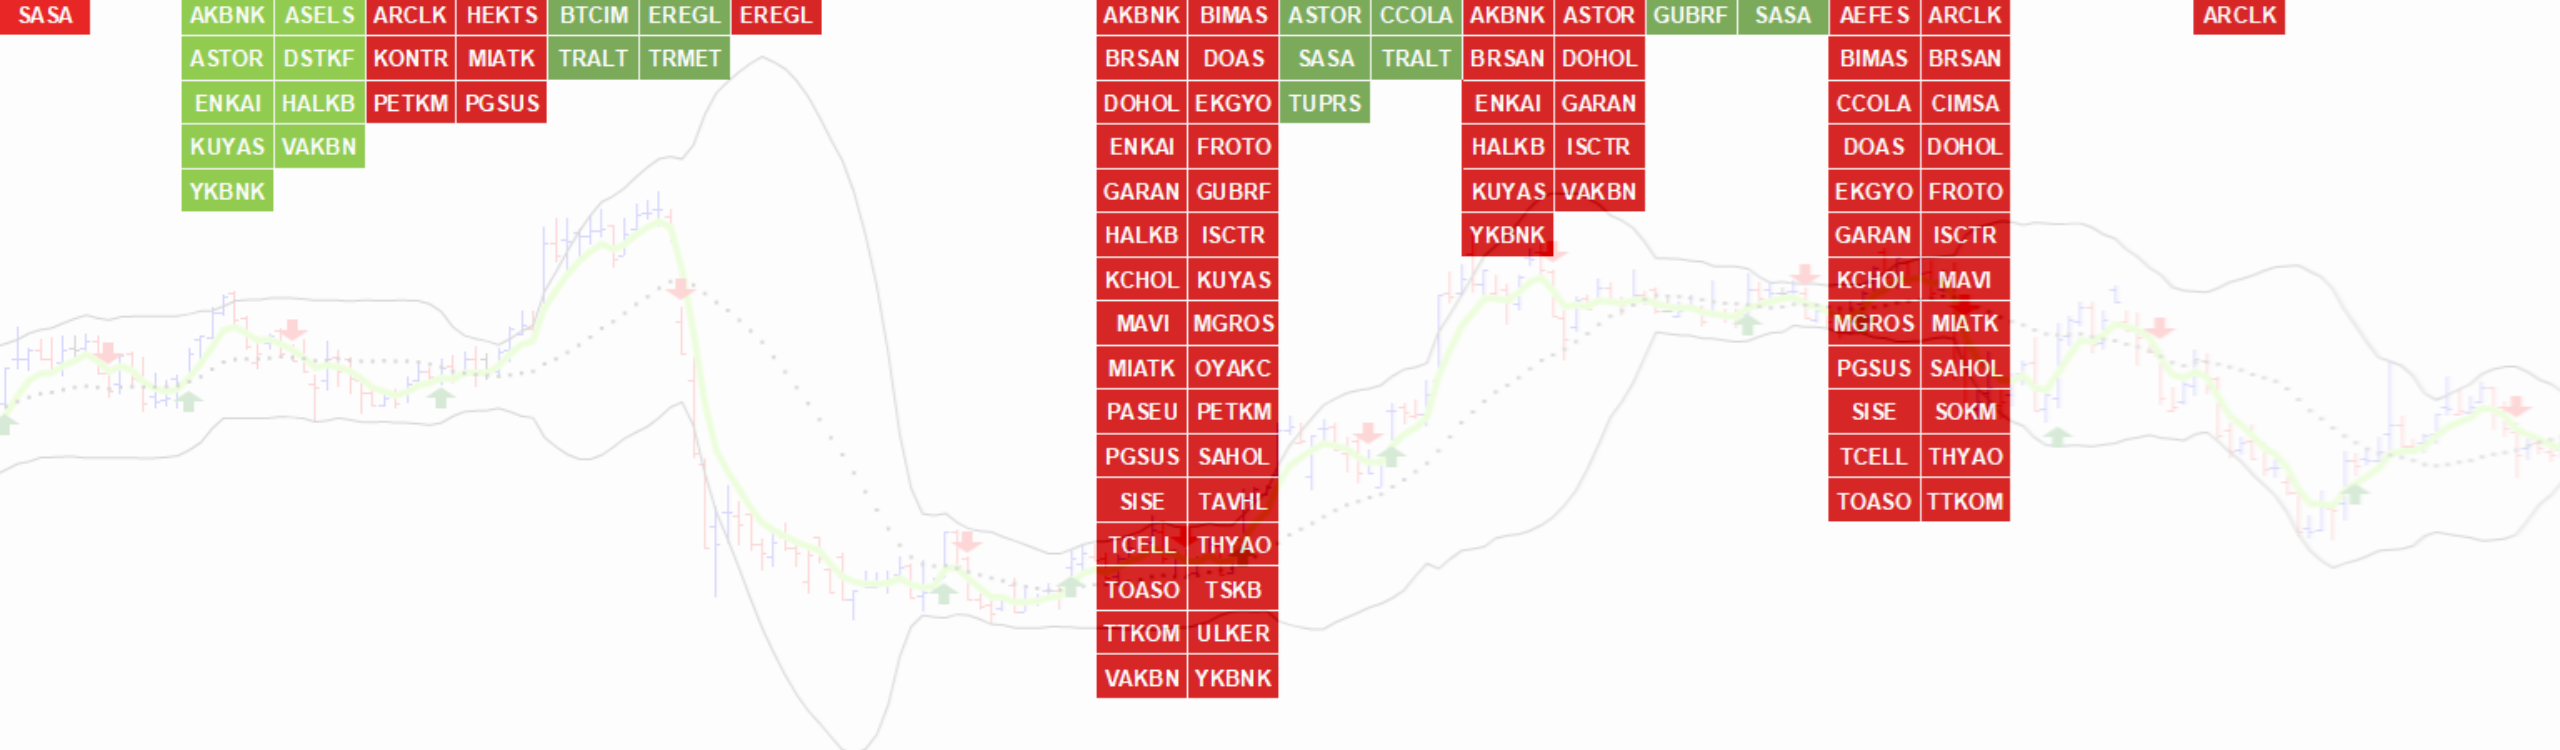 SASA AKBNK ASELS ARCLK HEKTS BTCIM EREGL EREGL AKBNK BIMAS ASTOR CCOLA AKBNK ASTOR GUBRF SASA AEFES ARCLK ARCLK
ASTOR DSTKF KONTR MIATK TRALT TRMET BRSAN DOAS SASA TRALT BRSAN DOHOL BIMAS BRSAN
ENKAI HALKB PETKM PGSUS DOHOL EKGYO TUPRS ENKAI GARAN CCOLA CIMSA
KUYAS VAKBN ENKAI FROTO HALKB ISCTR DOAS DOHOL
YKBNK GARAN GUBRF KUYAS VAKBN EKGYO FROTO
HALKB ISCTR YKBNK GARAN ISCTR
KCHOL KUYAS KCHOL MAVI
MAVI MGROS MGROS MIATK
MIATK OYAKC PGSUS SAHOL
PASEU PETKM SISE SOKM
PGSUS SAHOL TCELL THYAO
SISE TAVHL TOASO TTKOM
TCELL THYAO
TOASO TSKB
TTKOM ULKER
VAKBN YKBNK